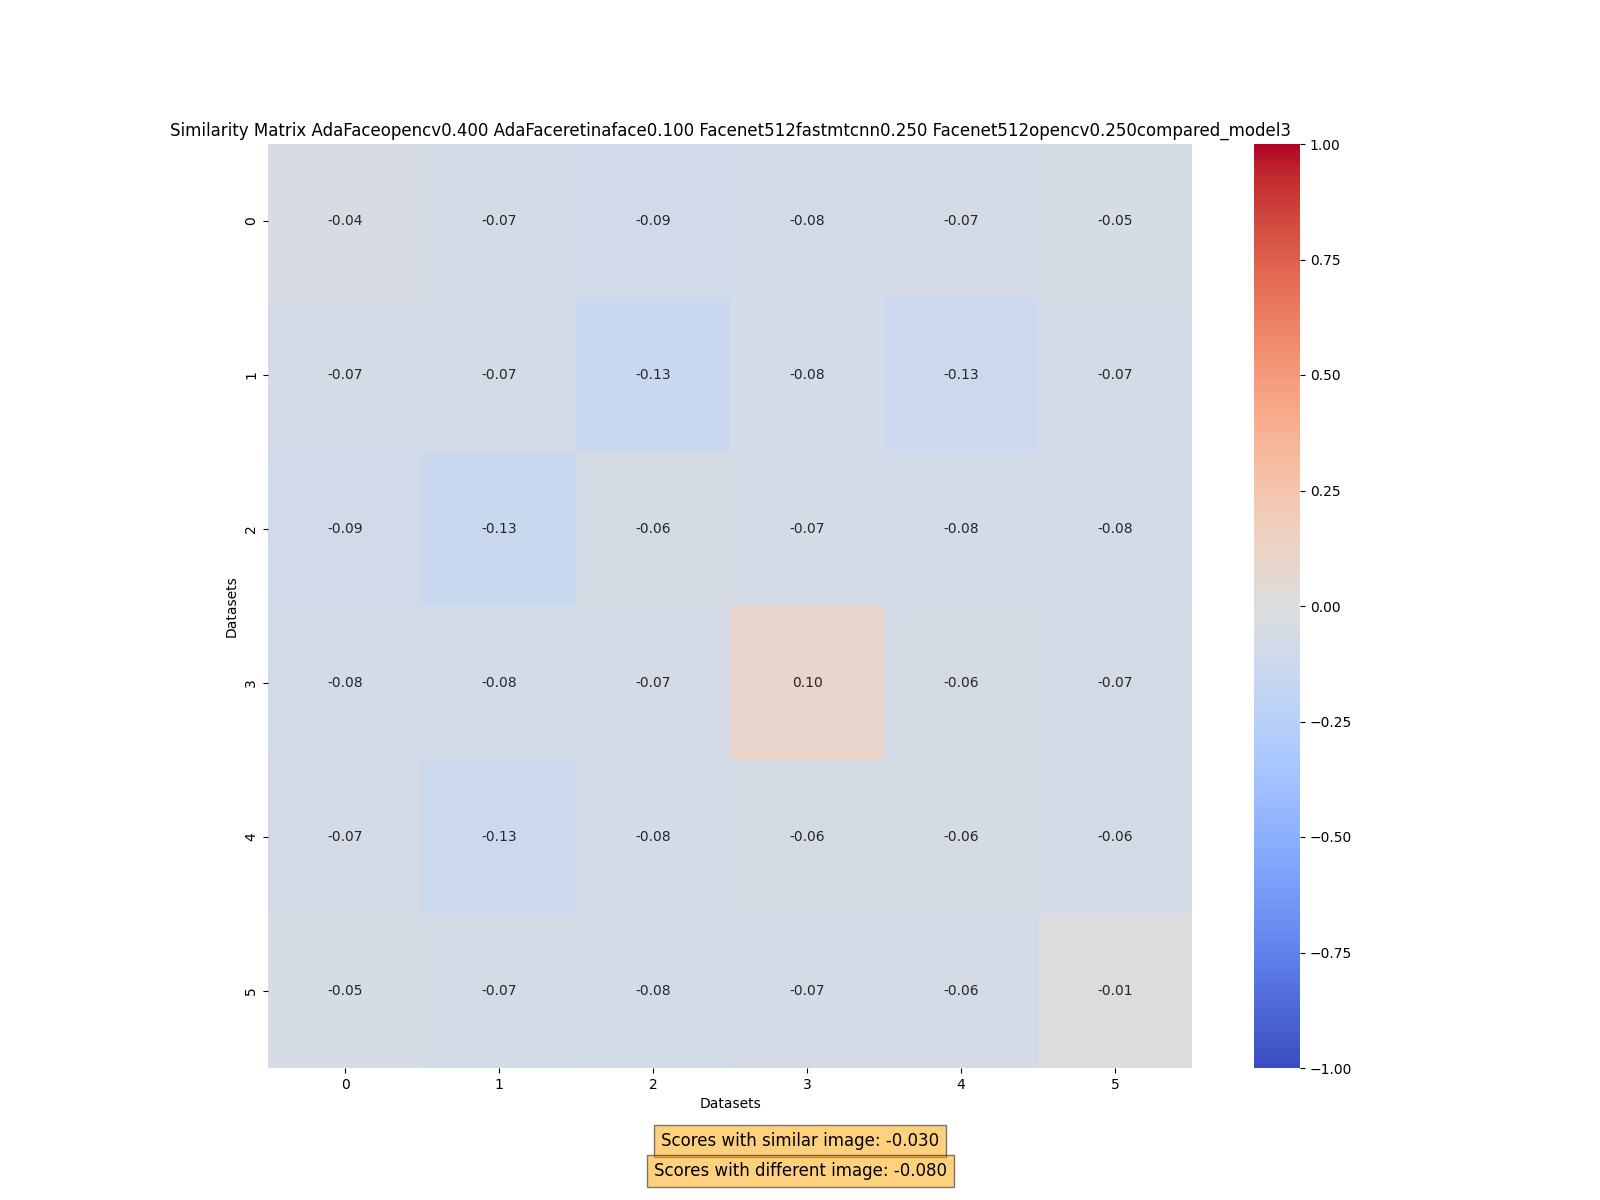 Similarity Matrix AdaFaceopencv0.400 AdaFaceretinaface0.100 Facenet512fastmtcnn0.250 Facenet512opencv0.250compared_model3
1.00
0 -0.04 -0.07 -0.09 -0.08 -0.07 -0.05
0.75
1 -0.07 -0.07 -0.13 -0.08 -0.13 -0.07
0.50
0.25
2 -0.09 -0.13 -0.06 -0.07 -0.08 -0.08
Datasets
0.00
3 -0.08 -0.08 -0.07 0.10 -0.06 -0.07
−0.25
4 -0.07 -0.13 -0.08 -0.06 -0.06 -0.06
−0.50
−0.75
5 -0.05 -0.07 -0.08 -0.07 -0.06 -0.01
−1.00
0 1 2 3 4 5
Datasets
Scores with similar image: -0.030
Scores with different image: -0.080